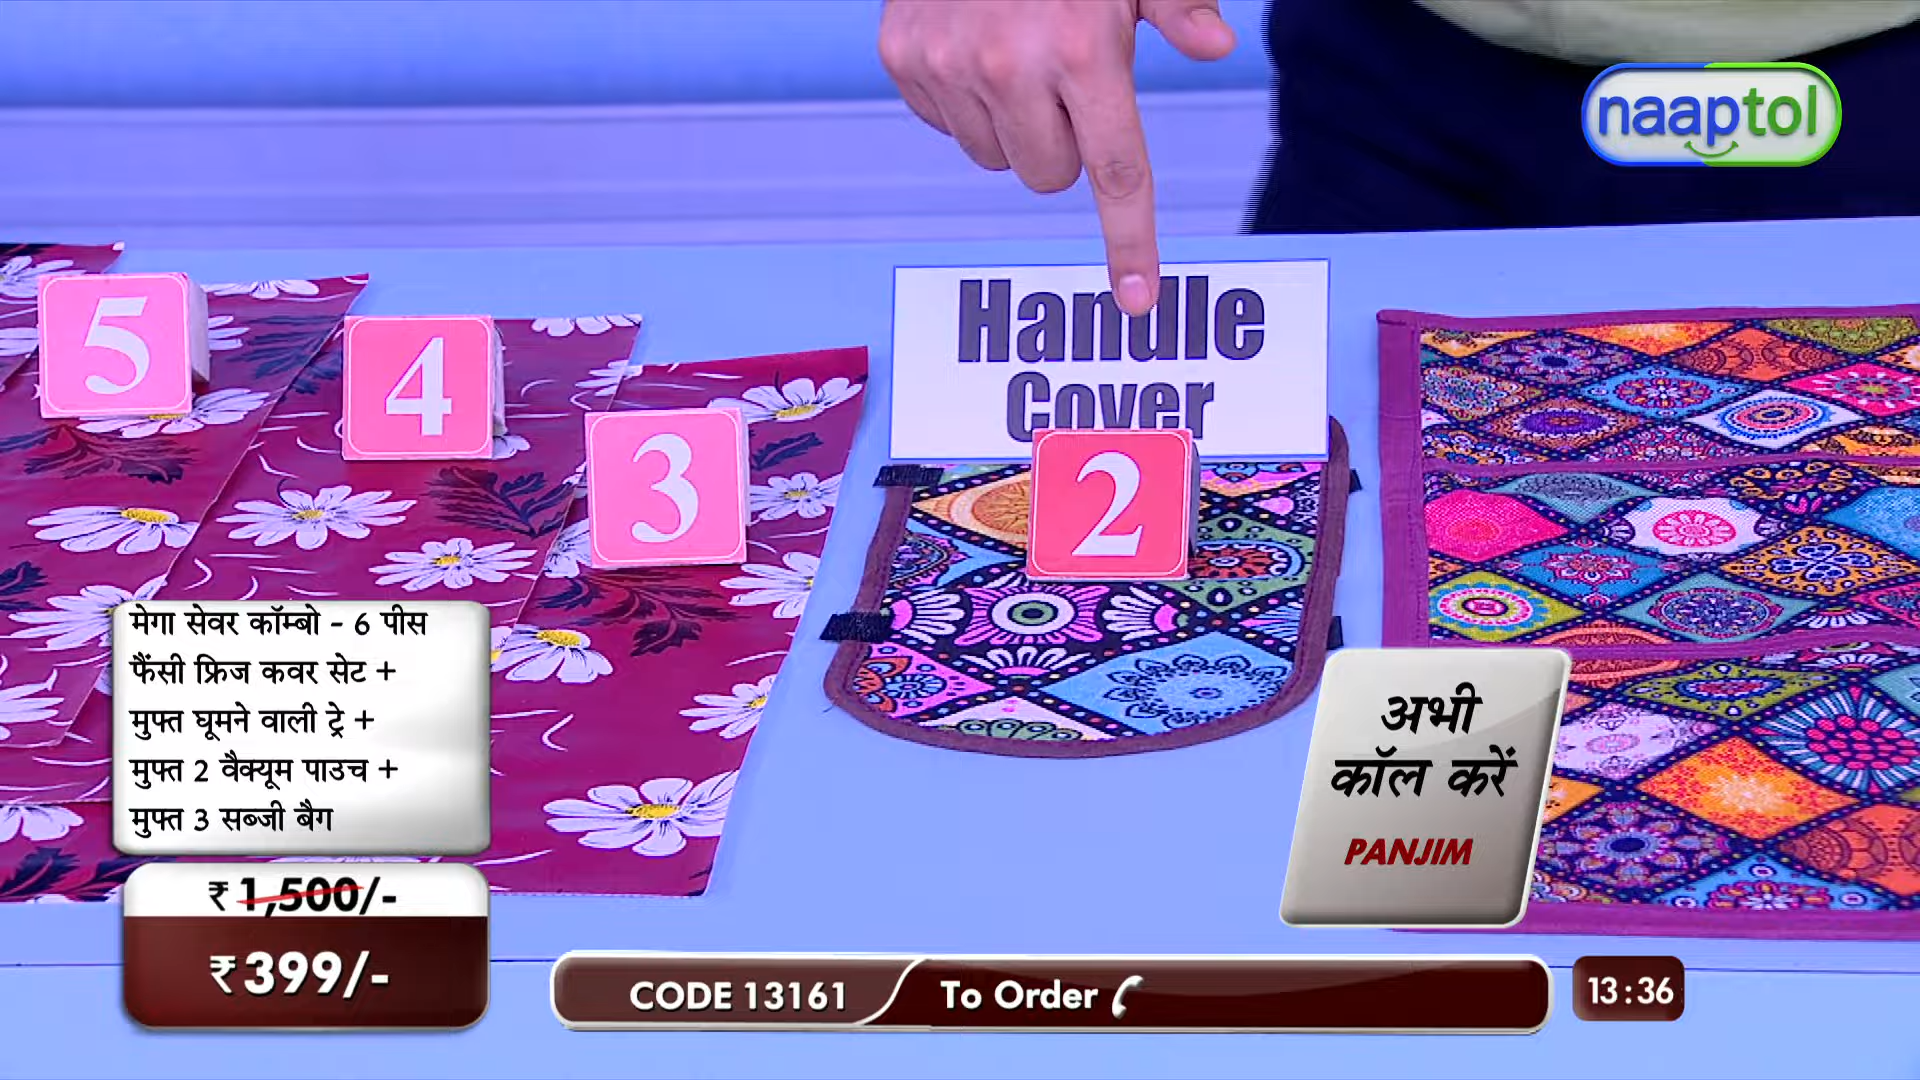 naaptol
Handle
Cover
5
4
3
2
मेगा सेवर कॉम्बो - 6 पीस
फैंसी फ्रिज कवर सेट +
मुफ्त घूमने वाली ट्रे +
मुफ्त 2 वैक्यूम पाउच +
मुफ्त 3 सब्जी बैग
₹ 1,500/-
₹ 399/-
अभी
कॉल करें
PANJIM
CODE 13161 To Order
13:36